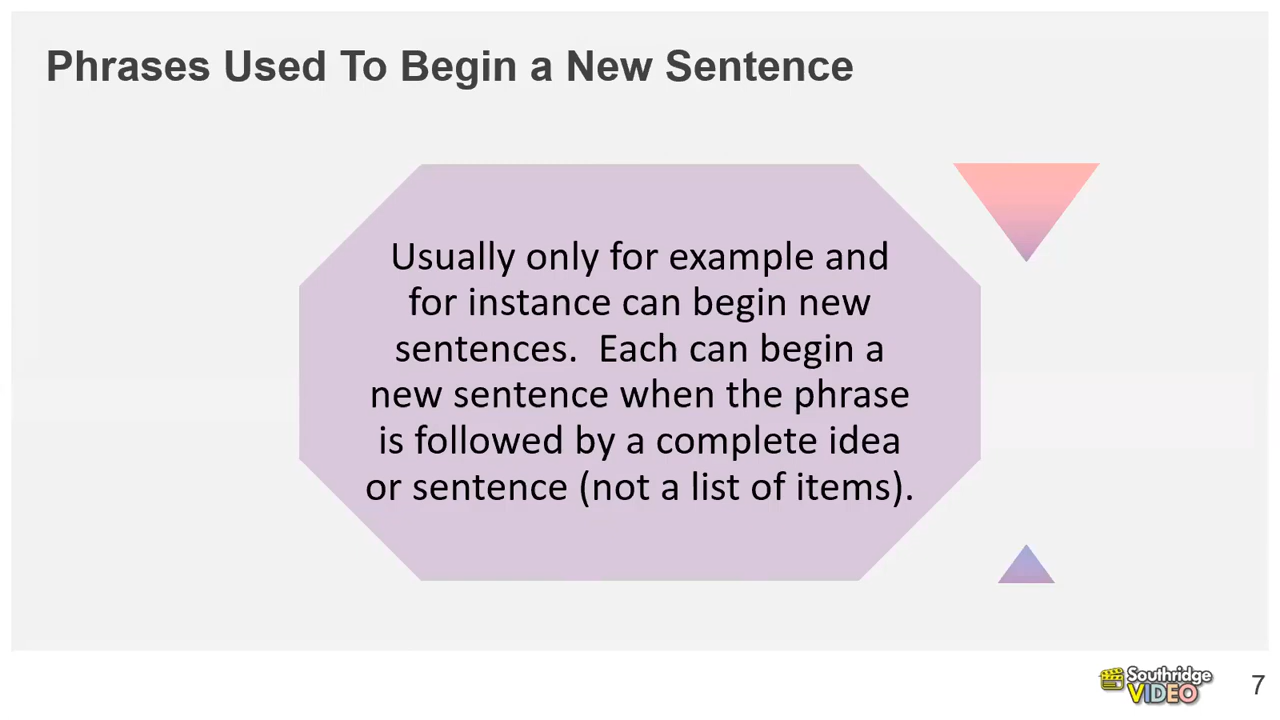 Phrases Used To Begin a New Sentence
Usually only for example and
for instance can begin new
sentences.  Each can begin a
new sentence when the phrase
is followed by a complete idea
or sentence (not a list of items).
Southridge
VIDEO
7